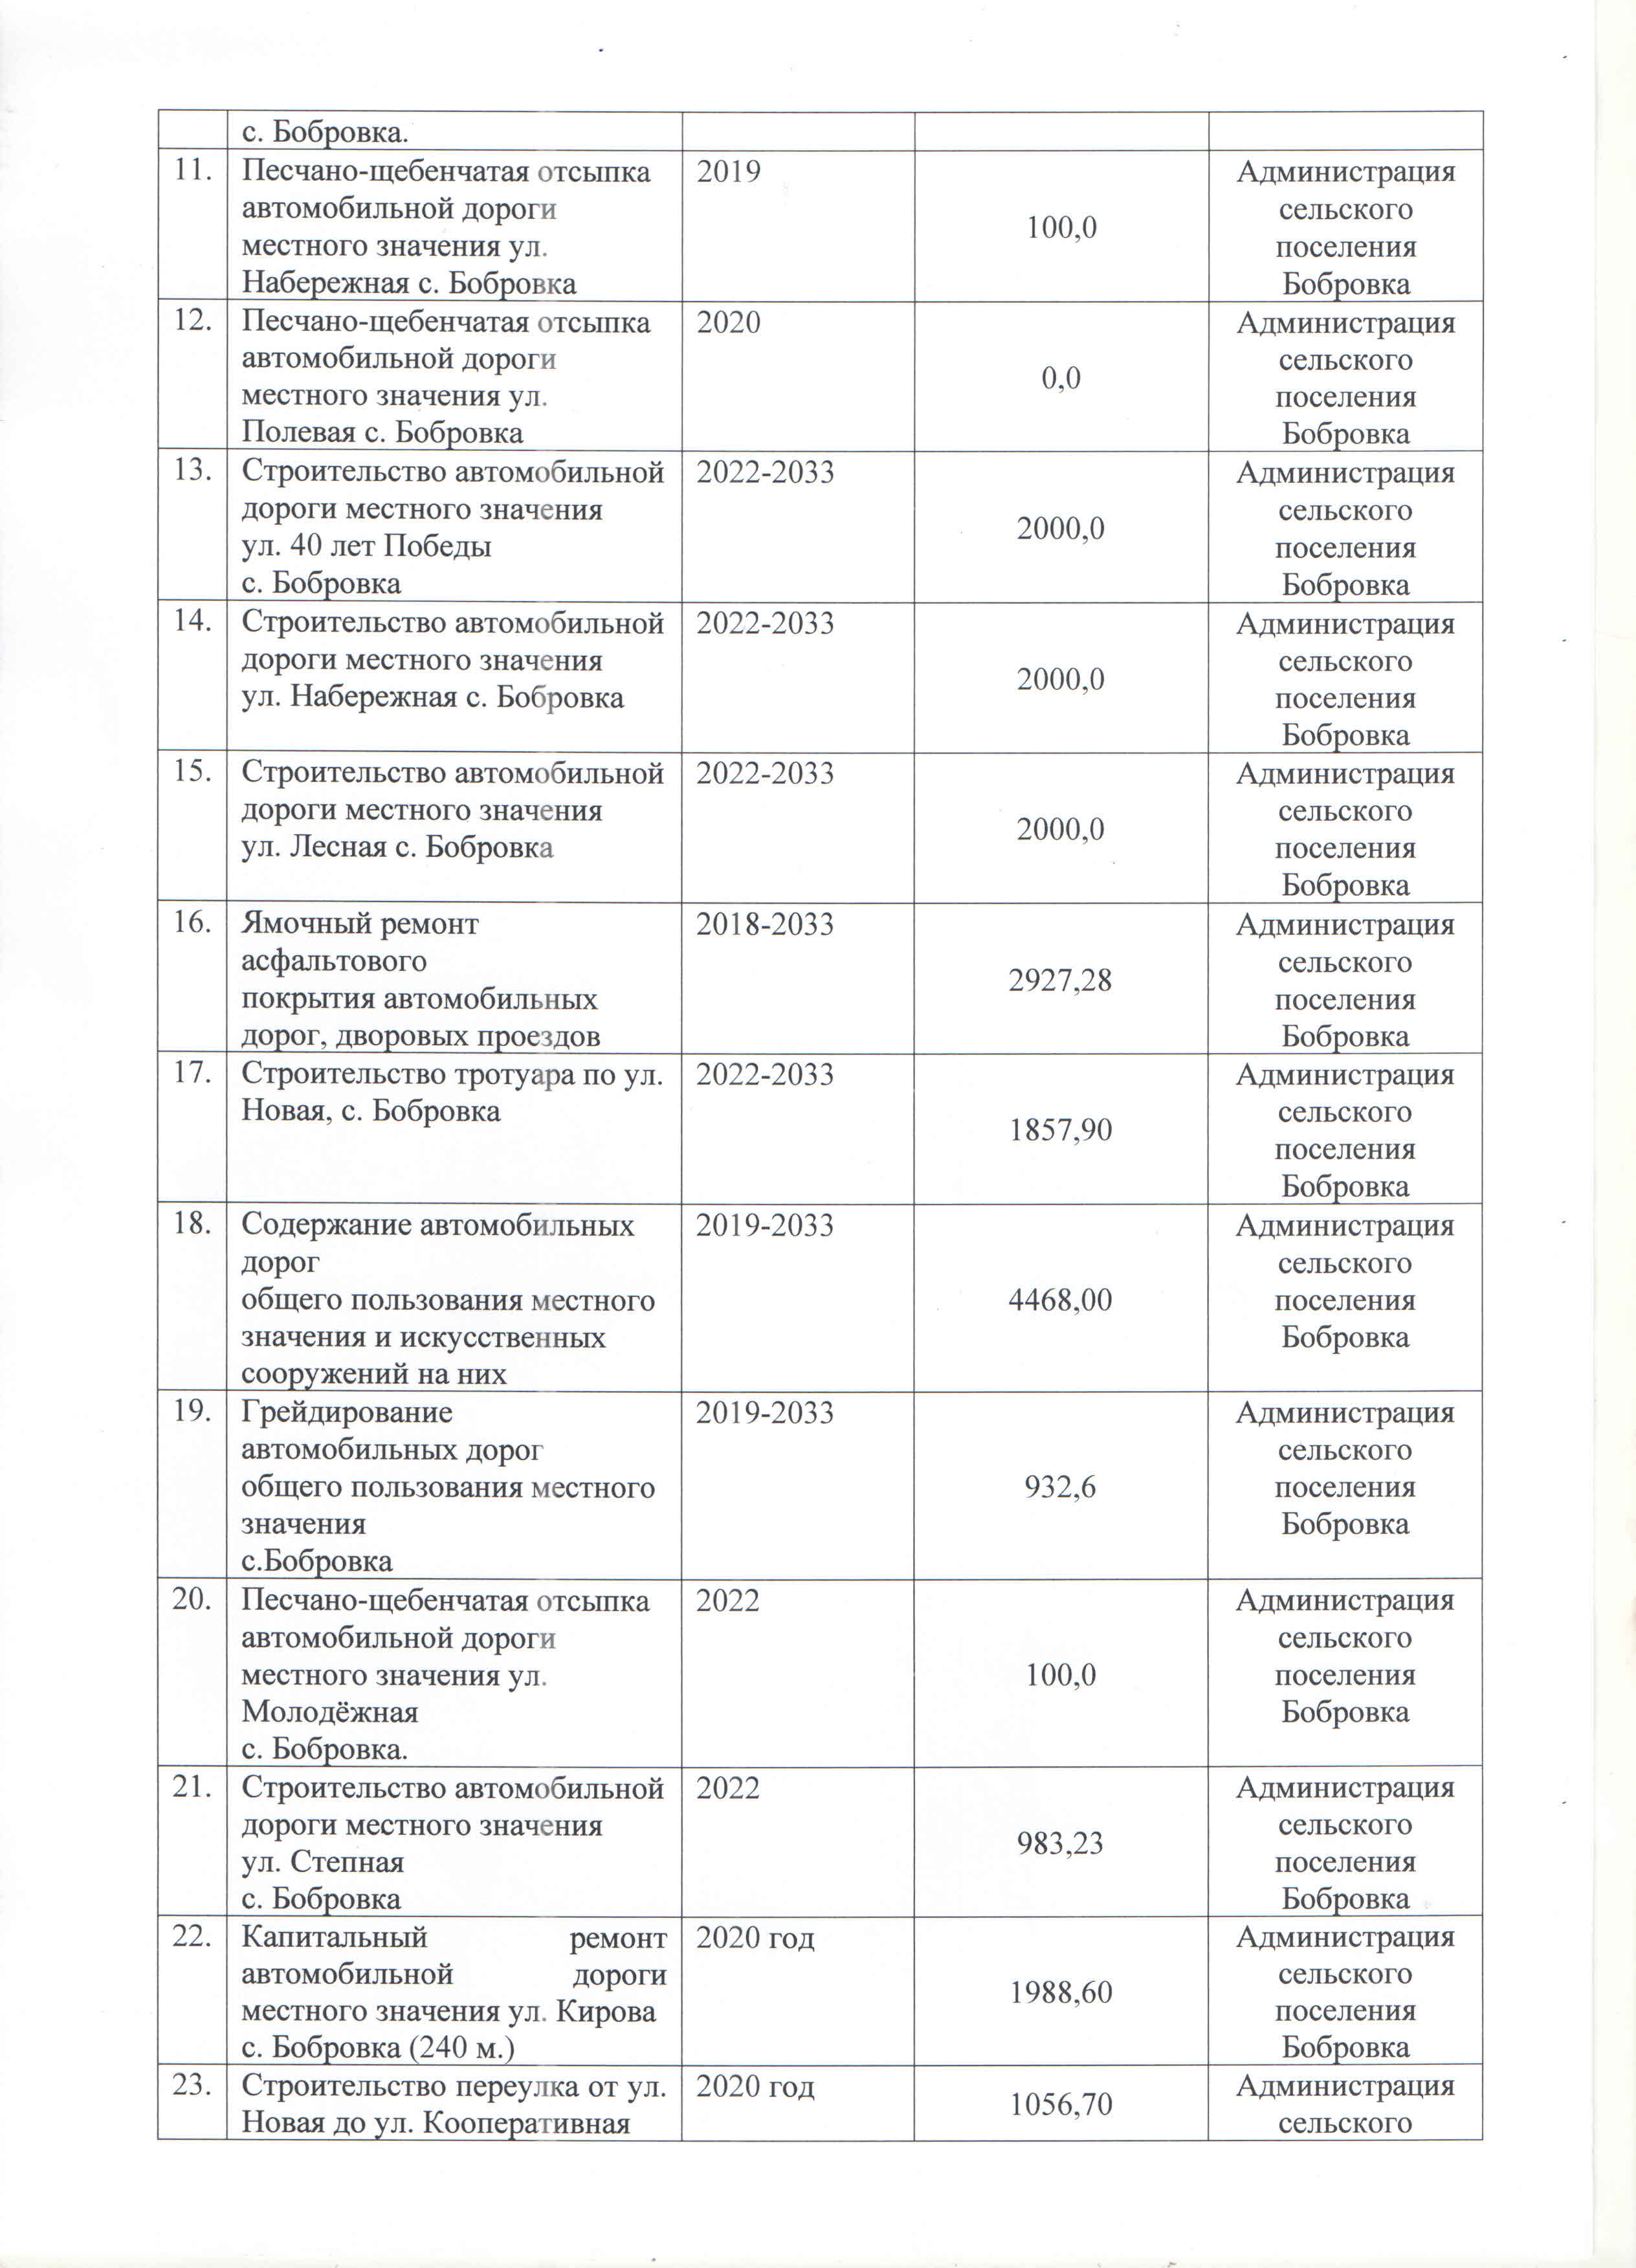 с. Бобровка.
11. Песчано-щебенчатая отсыпка 2019 Администрация
автомобильной дороги сельского
местного значения ул. 100,0 поселения
Набережная с. Бобровка Бобровка
12. Песчано-щебенчатая отсыпка 2020 Администрация
автомобильной дороги сельского
местного значения ул. 0,0 поселения
Полевая с. Бобровка Бобровка
13. Строительство автомобильной 2022-2033 Администрация
дороги местного значения сельского
ул. 40 лет Победы 2000,0 поселения
с. Бобровка Бобровка
14. Строительство автомобильной 2022-2033 Администрация
дороги местного значения сельского
ул. Набережная с. Бобровка 2000,0 поселения
Бобровка
15. Строительство автомобильной 2022-2033 Администрация
дороги местного значения сельского
ул. Лесная с. Бобровка 2000,0 поселения
Бобровка
16. Ямочный ремонт 2018-2033 Администрация
асфальтового сельского
покрытия автомобильных 2927,28 поселения
дорог, дворовых проездов Бобровка
17. Строительство тротуара по ул. 2022-2033 Администрация
Новая, с. Бобровка сельского
1857,90 поселения
Бобровка
18. Содержание автомобильных 2019-2033 Администрация
дорог сельского
общего пользования местного 4468,00 поселения
значения и искусственных Бобровка
сооружений на них
19. Грейдирование 2019-2033 Администрация
автомобильных дорог сельского
общего пользования местного 932,6 поселения
значения Бобровка
с.Бобровка
20. Песчано-щебенчатая отсыпка 2022 Администрация
автомобильной дороги сельского
местного значения ул. 100,0 поселения
Молодёжная Бобровка
с. Бобровка.
21. Строительство автомобильной 2022 Администрация
дороги местного значения сельского
ул. Степная 983,23 поселения
с. Бобровка Бобровка
22. Капитальный ремонт 2020 год Администрация
автомобильной дороги сельского
местного значения ул. Кирова 1988,60 поселения
с. Бобровка (240 м.) Бобровка
23. Строительство переулка от ул. 2020 год 1056,70 Администрация
Новая до ул. Кооперативная сельского